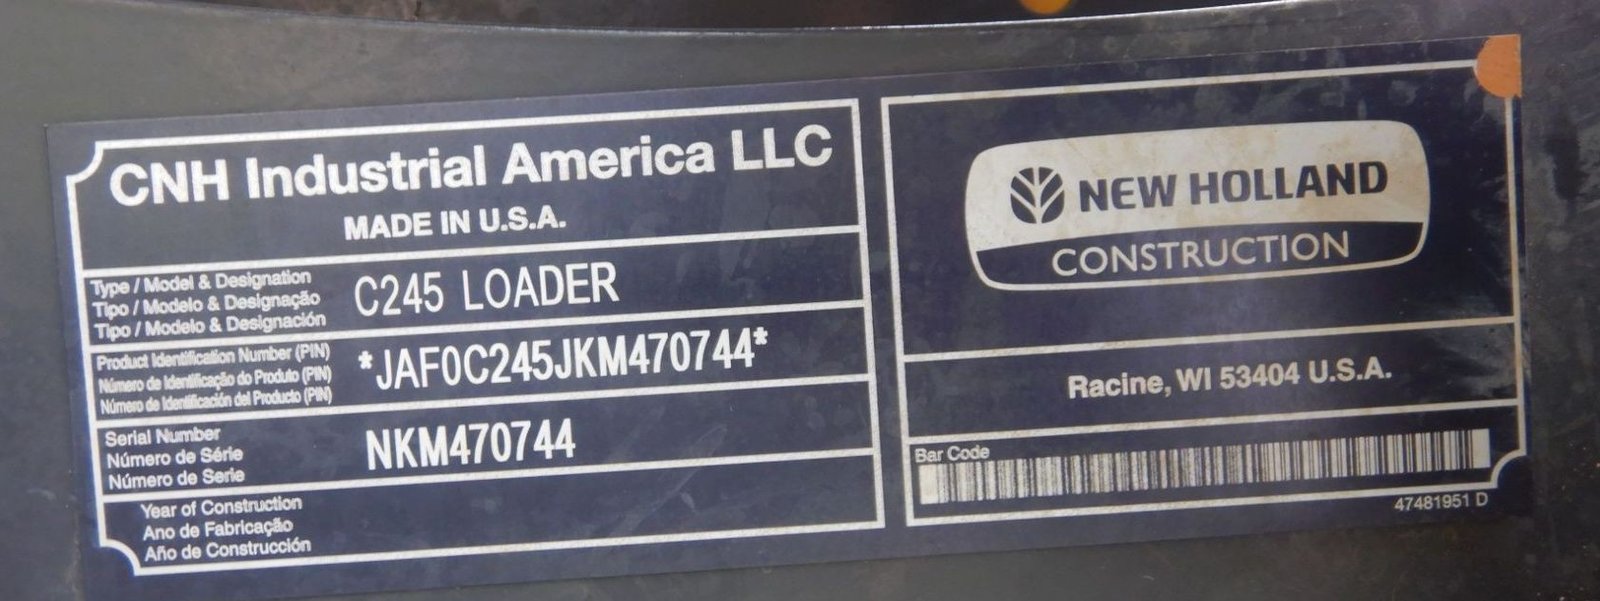 CNH Industrial America LLC
MADE IN U.S.A.
Type / Model & Designation
Tipo / Modelo & Designação
Tipo / Modelo & Designación
C245 LOADER
Product Identification Number (PIN)
Número de Identificação do Produto (PIN)
Número de Identificación del Producto (PIN)
*JAF0C245JKM470744*
Serial Number
Número de Série
Número de Serie
NKM470744
Year of Construction
Ano de Fabricação
Año de Construcción
NEW HOLLAND
CONSTRUCTION
Racine, WI 53404 U.S.A.
Bar Code
47481951 D